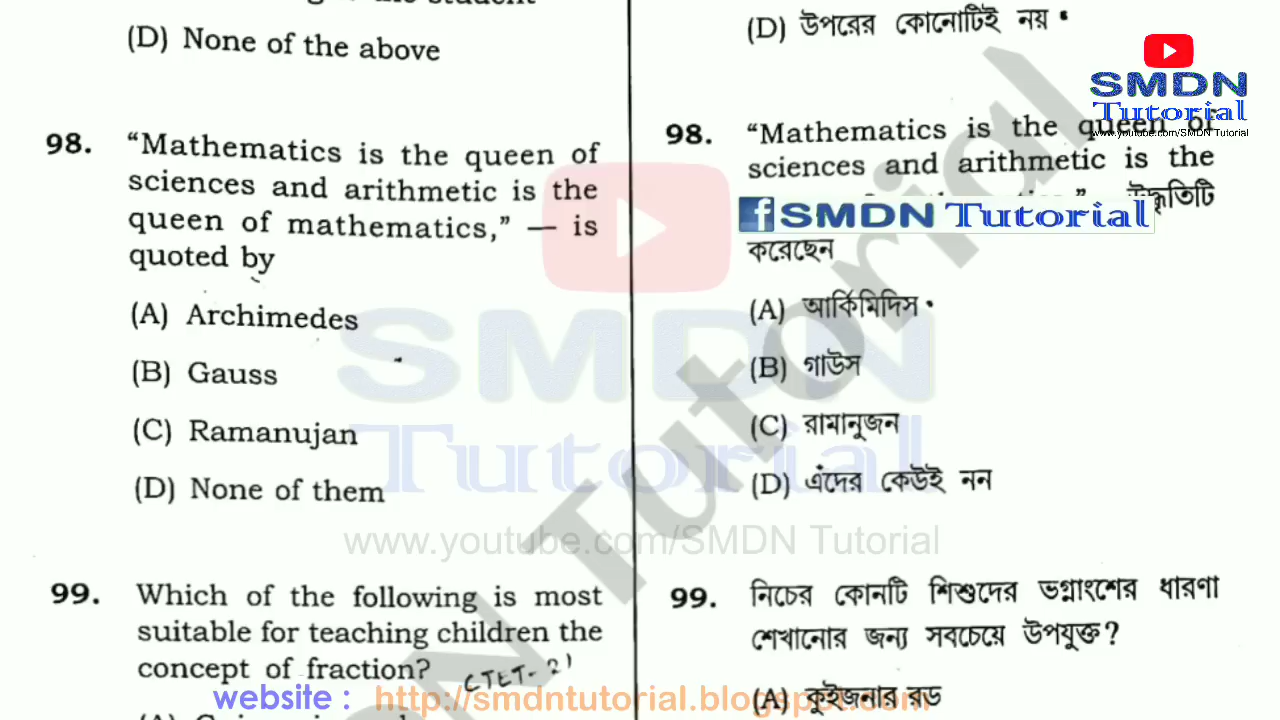 (D) None of the above
98. “Mathematics is the queen of
sciences and arithmetic is the
queen of mathematics,” — is
quoted by
(A) Archimedes
(B) Gauss
(C) Ramanujan
(D) None of them
99. Which of the following is most
suitable for teaching children the
concept of fraction?
CTET-21
(D) উপরের কোনোটিই নয়
98. “Mathematics is the queen of
sciences and arithmetic is the
উদ্ধৃতিটি
করেছেন
(A) আর্কিমিদিস
(B) গাউস
(C) রামানুজন
(D) এঁদের কেউই নন
99. নিচের কোনটি শিশুদের ভগ্নাংশের ধারণা
শেখানোর জন্য সবচেয়ে উপযুক্ত?
(A) কুইজনার রড
SMDN
Tutorial
www.youtube.com/SMDN Tutorial
SMDN Tutorial
SMDN
Tutorial
www.youtube.com/SMDN Tutorial
Tutorial
website : http://smdntutorial.blogspot.com